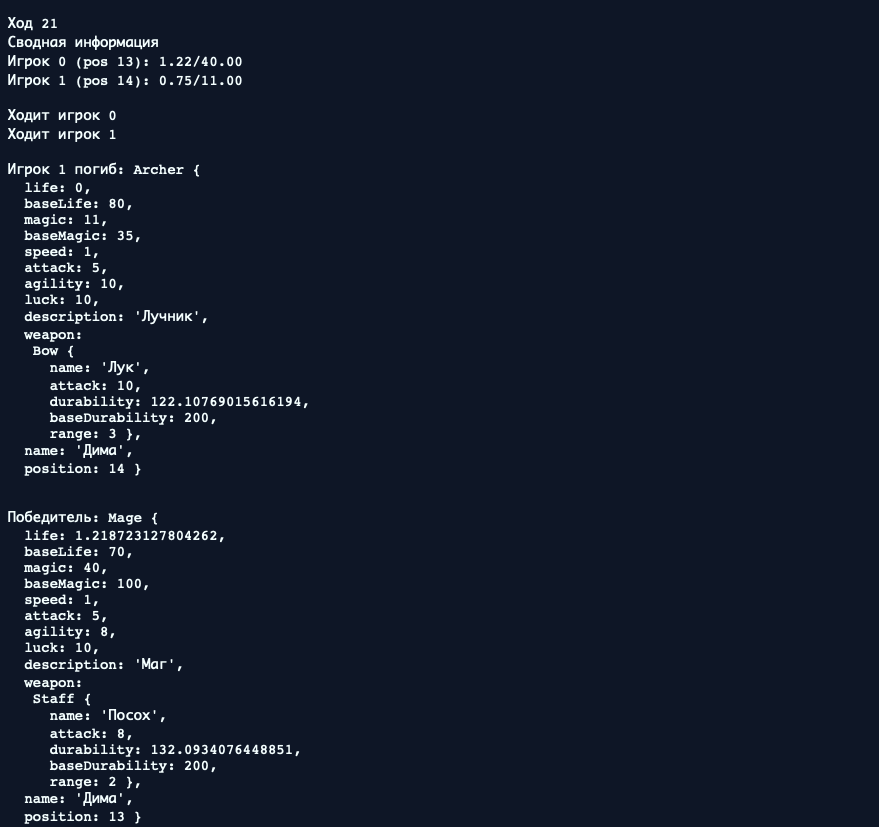 Ход 21
Сводная информация
Игрок 0 (pos 13): 1.22/40.00
Игрок 1 (pos 14): 0.75/11.00
Ходит игрок 0
Ходит игрок 1
Игрок 1 погиб: Archer {
life: 0,
baseLife: 80,
magic: 11,
baseMagic: 35,
speed: 1,
attack: 5,
agility: 10,
luck: 10,
description: 'Лучник',
weapon:
Bow {
name: 'Лук',
attack: 10,
durability: 122.10769015616194,
baseDurability: 200,
range: 3 },
name: 'Дима',
position: 14 }
Победитель: Mage {
life: 1.218723127804262,
baseLife: 70,
magic: 40,
baseMagic: 100,
speed: 1,
attack: 5,
agility: 8,
luck: 10,
description: 'Маг',
weapon:
Staff {
name: 'Посох',
attack: 8,
durability: 132.0934076448851,
baseDurability: 200,
range: 2 },
name: 'Дима',
position: 13 }